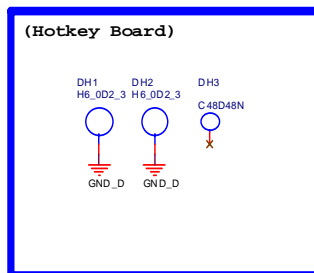 (Hotkey Board)
DH1 DH2 DH3
H6_0D2_3 H6_0D2_3 C48D48N
GND_D GND_D